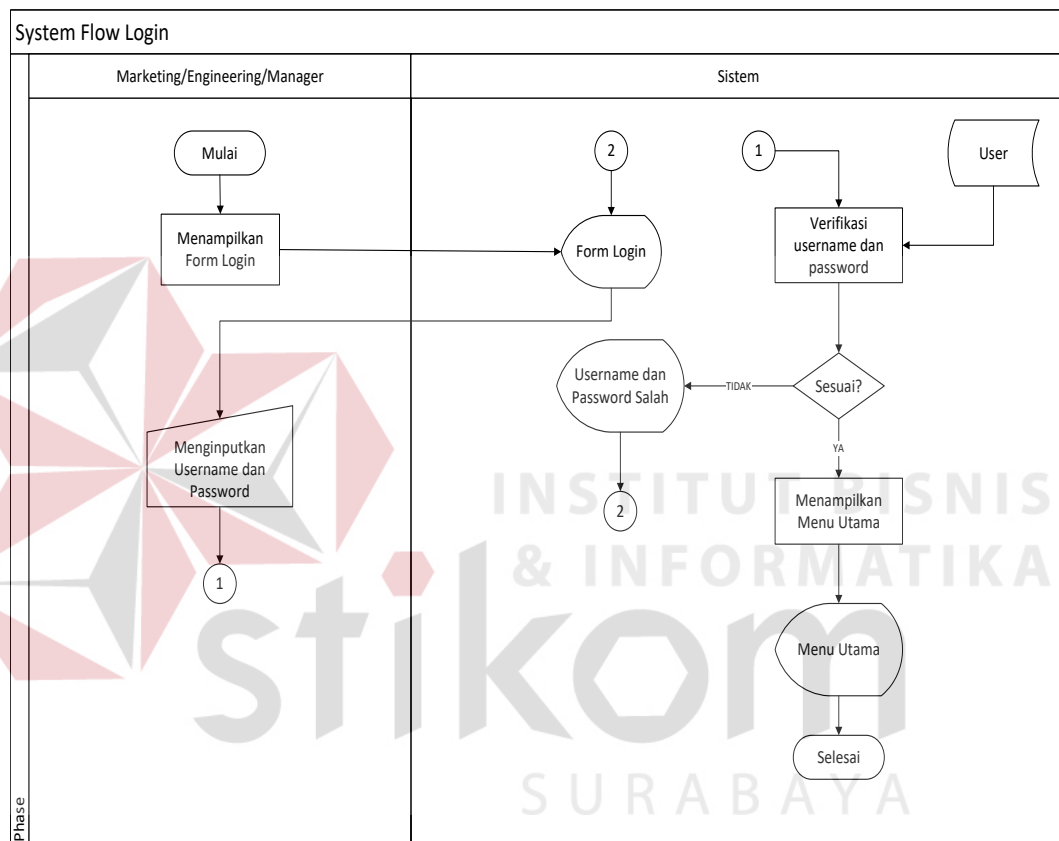 System Flow Login
Marketing/Engineering/Manager
Sistem
Phase
Mulai
Menampilkan
Form Login
2
Form Login
1
User
Verifikasi
username dan
password
Sesuai?
TIDAK
Username dan
Password Salah
2
YA
Menginputkan
Username dan
Password
1
Menampilkan
Menu Utama
Menu Utama
Selesai
INSTITUT BISNIS
& INFORMATIKA
stikom
SURABAYA